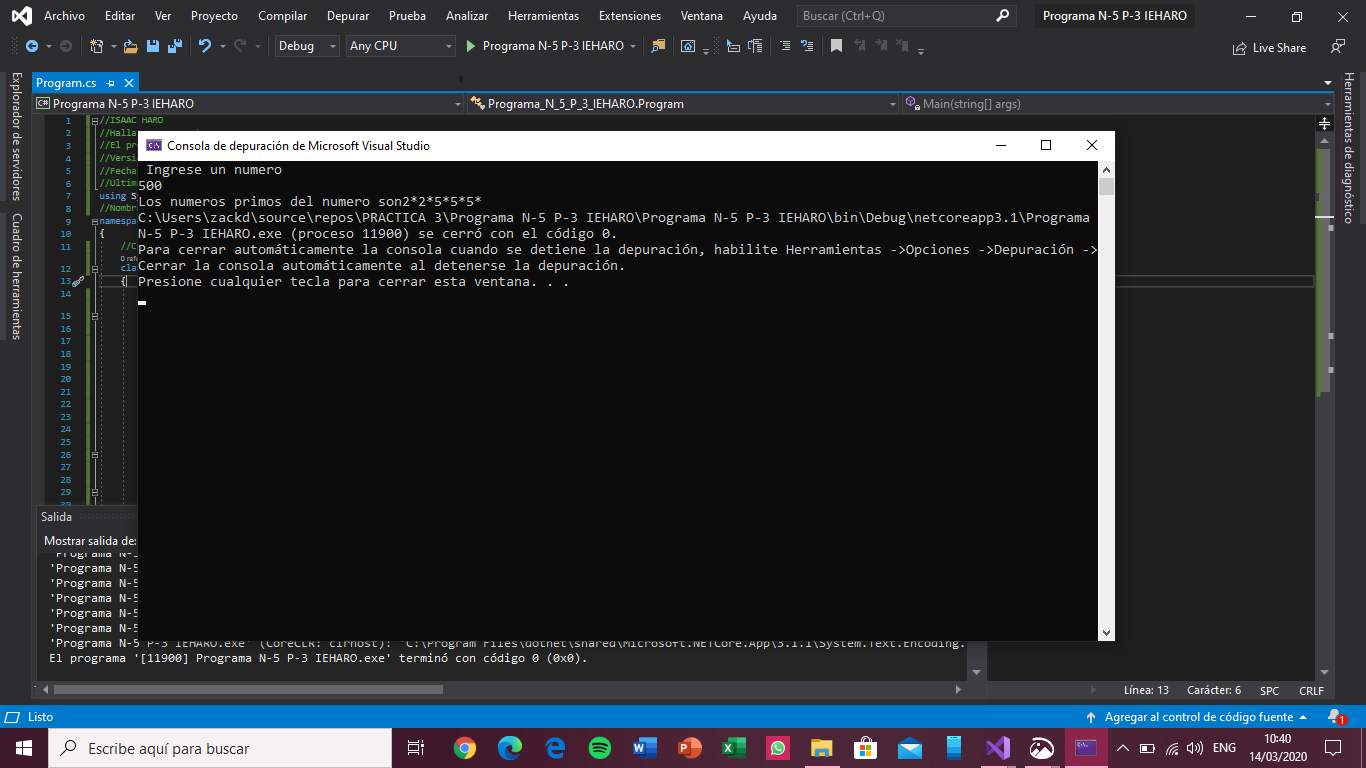 Archivo Editar Ver Proyecto Compilar Depurar Prueba Analizar Herramientas Extensiones Ventana Ayuda Buscar (Ctrl+Q) Programa N-5 P-3 IEHARO
Debug Any CPU Programa N-5 P-3 IEHARO Live Share
Explorador de servidores
Cuadro de herramientas
Herramientas de diagnóstico
Program.cs
C# Programa N-5 P-3 IEHARO Programa_N_5_P_3_IEHARO.Program Main(string[] args)
1 //ISAAC HARO
2 //Halla
3 //El pr
4 //Versi
5 //Fecha
6 //Ultim
7 using S
8 //Nombr
9 namespa
10 {
11 //C
0 refe
12 cla
13 {
14
15
16
17
18
19
20
21
22
23
24
25
26
27
28
29
Consola de depuración de Microsoft Visual Studio
Ingrese un numero
500
Los numeros primos del numero son2*2*5*5*5*
C:\Users\zackd\source\repos\PRACTICA 3\Programa N-5 P-3 IEHARO\Programa N-5 P-3 IEHARO\bin\Debug\netcoreapp3.1\Programa
N-5 P-3 IEHARO.exe (proceso 11900) se cerró con el código 0.
Para cerrar automáticamente la consola cuando se detiene la depuración, habilite Herramientas ->Opciones ->Depuración ->
Cerrar la consola automáticamente al detenerse la depuración.
Presione cualquier tecla para cerrar esta ventana. . .
Salida
Mostrar salida de:
'Programa N-5
'Programa N-5
'Programa N-5
'Programa N-5
'Programa N-5
'Programa N-5 P-3 IEHARO.exe' (CoreCLR: clrhost): 'C:\Program Files\dotnet\shared\Microsoft.NETCore.App\3.1.1\System.Text.Encoding.
El programa '[11900] Programa N-5 P-3 IEHARO.exe' terminó con código 0 (0x0).
Línea: 13 Carácter: 6 SPC CRLF
Listo Agregar al control de código fuente 1
Escribe aquí para buscar ENG 10:40
14/03/2020